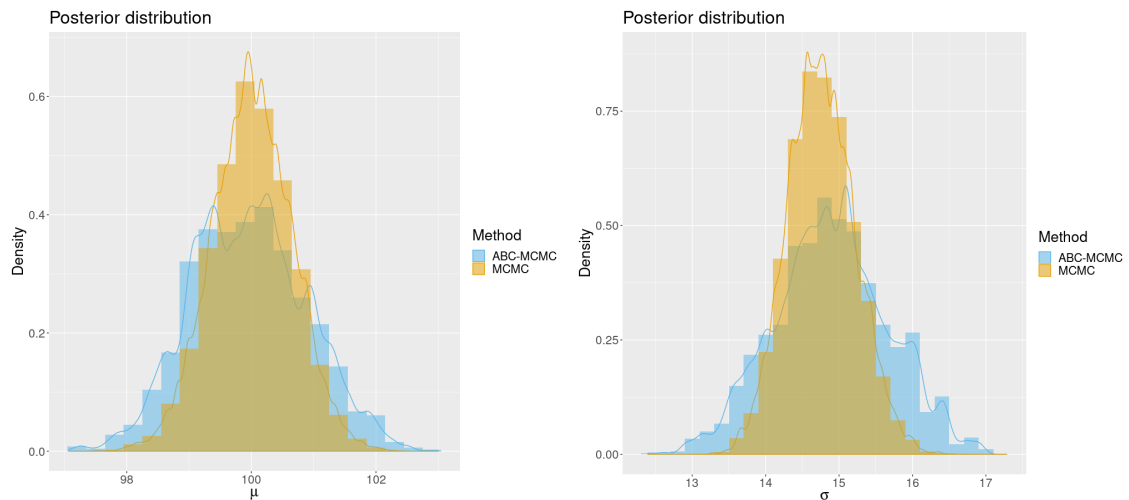 Posterior distribution
Density
0.6
0.4
0.2
0.0
98 100 102
μ
Method
ABC-MCMC
MCMC
Posterior distribution
Density
0.75
0.50
0.25
0.00
13 14 15 16 17
σ
Method
ABC-MCMC
MCMC